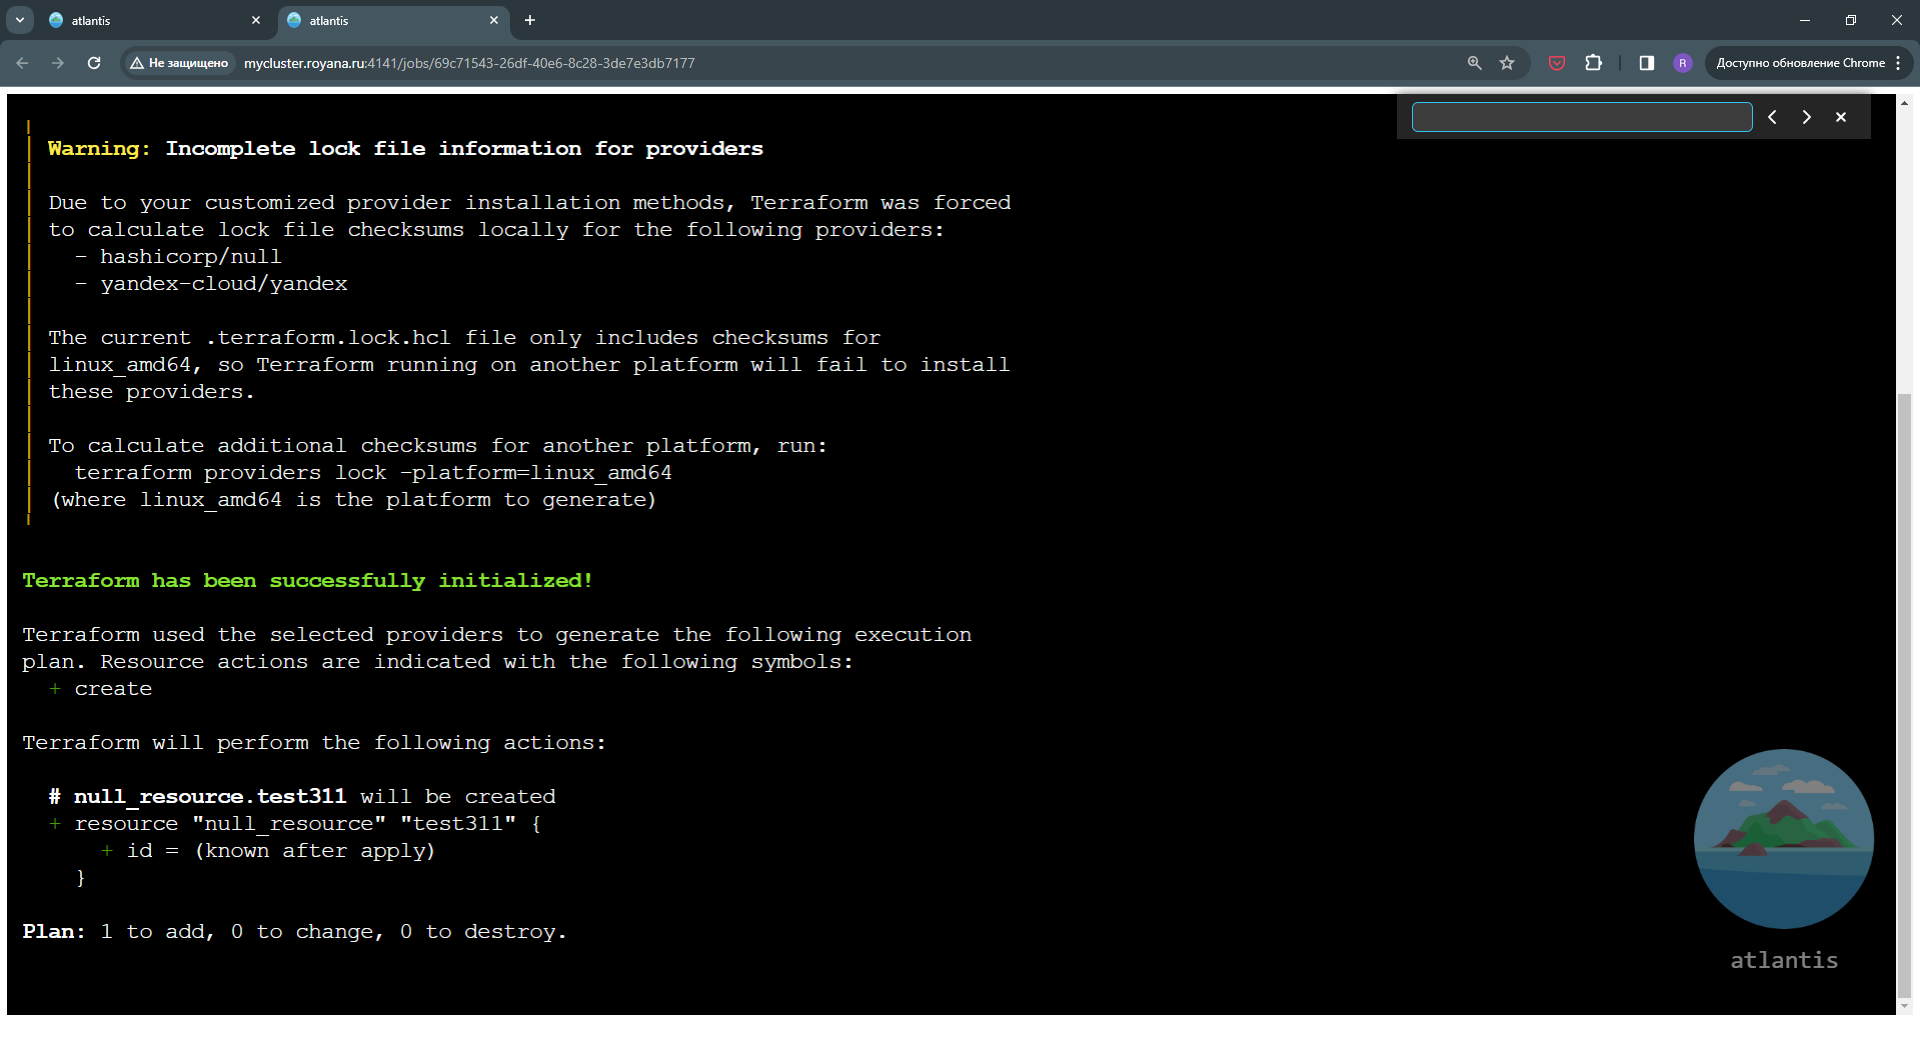 atlantis
atlantis
Не защищено
mycluster.royana.ru:4141/jobs/69c71543-26df-40e6-8c28-3de7e3db7177
R
Доступно обновление Chrome
Warning: Incomplete lock file information for providers
Due to your customized provider installation methods, Terraform was forced
to calculate lock file checksums locally for the following providers:
- hashicorp/null
- yandex-cloud/yandex
The current .terraform.lock.hcl file only includes checksums for
linux_amd64, so Terraform running on another platform will fail to install
these providers.
To calculate additional checksums for another platform, run:
terraform providers lock -platform=linux_amd64
(where linux_amd64 is the platform to generate)
Terraform has been successfully initialized!
Terraform used the selected providers to generate the following execution
plan. Resource actions are indicated with the following symbols:
+ create
Terraform will perform the following actions:
# null_resource.test311 will be created
+ resource "null_resource" "test311" {
+ id = (known after apply)
}
Plan: 1 to add, 0 to change, 0 to destroy.
atlantis